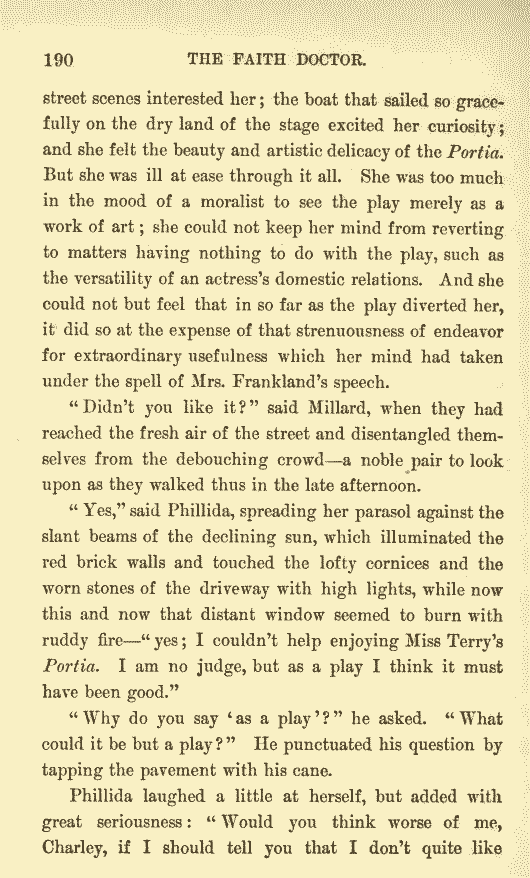 190 THE FAITH DOCTOR.
street scenes interested her; the boat that sailed so grace-
fully on the dry land of the stage excited her curiosity;
and she felt the beauty and artistic delicacy of the Portia.
But she was ill at ease through it all. She was too much
in the mood of a moralist to see the play merely as a
work of art; she could not keep her mind from reverting
to matters having nothing to do with the play, such as
the versatility of an actress's domestic relations. And she
could not but feel that in so far as the play diverted her,
it did so at the expense of that strenuousness of endeavor
for extraordinary usefulness which her mind had taken
under the spell of Mrs. Frankland's speech.
"Didn't you like it?" said Millard, when they had
reached the fresh air of the street and disentangled them-
selves from the debouching crowd—a noble pair to look
upon as they walked thus in the late afternoon.
"Yes," said Phillida, spreading her parasol against the
slant beams of the declining sun, which illuminated the
red brick walls and touched the lofty cornices and the
worn stones of the driveway with high lights, while now
this and now that distant window seemed to burn with
ruddy fire—"yes; I couldn't help enjoying Miss Terry's
Portia. I am no judge, but as a play I think it must
have been good."
"Why do you say 'as a play'?" he asked. "What
could it be but a play?" He punctuated his question by
tapping the pavement with his cane.
Phillida laughed a little at herself, but added with
great seriousness: "Would you think worse of me,
Charley, if I should tell you that I don't quite like